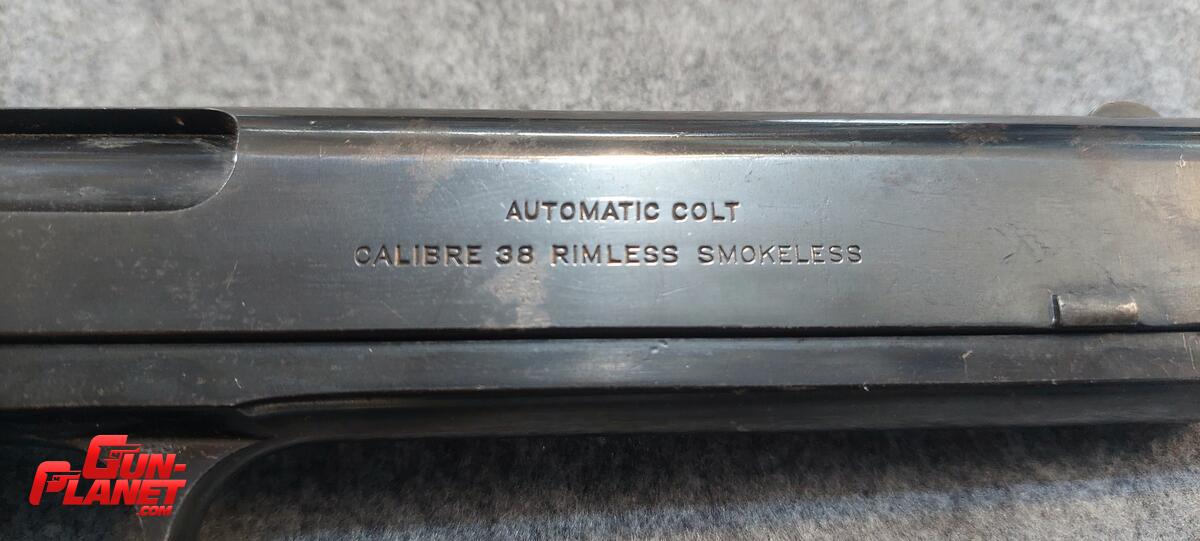 AUTOMATIC COLT
CALIBRE 38 RIMLESS SMOKELESS
GUN-
PLANET
.COM